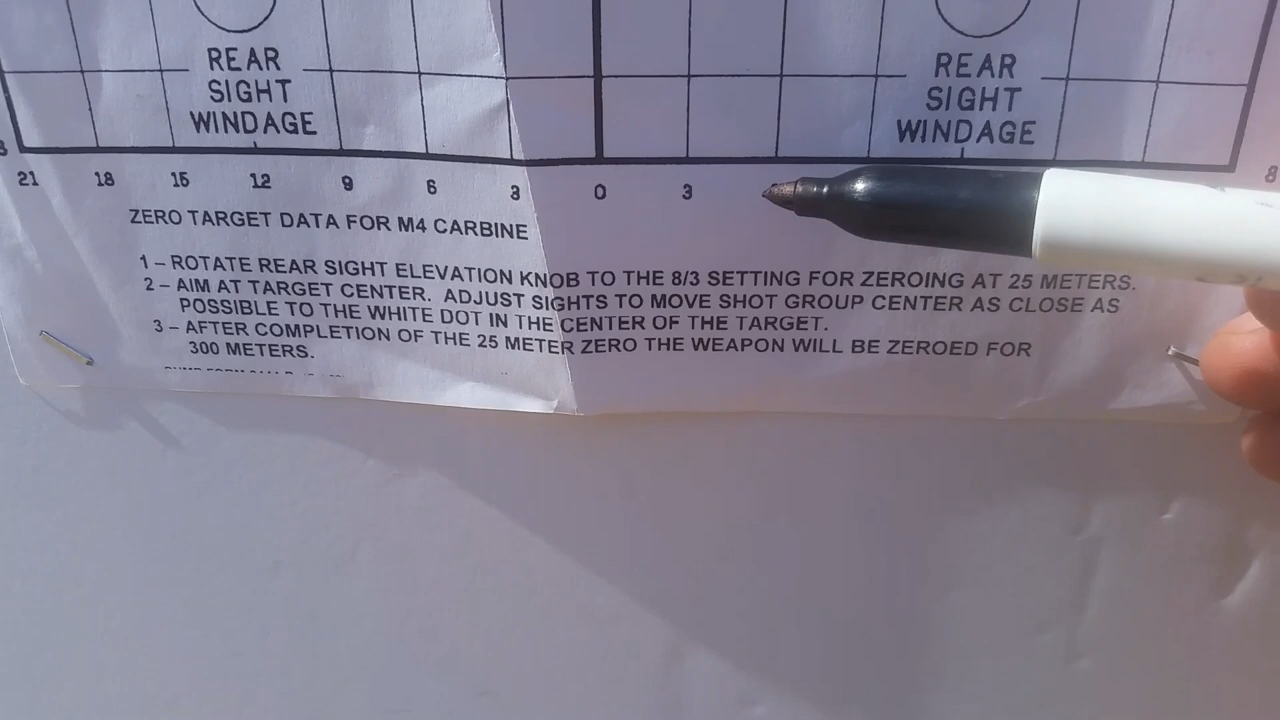 REAR
SIGHT
WINDAGE
REAR
SIGHT
WINDAGE
21 18 15 12 9 6 3 0 3
8
ZERO TARGET DATA FOR M4 CARBINE
1 – ROTATE REAR SIGHT ELEVATION KNOB TO THE 8/3 SETTING FOR ZEROING AT 25 METERS.
2 – AIM AT TARGET CENTER. ADJUST SIGHTS TO MOVE SHOT GROUP CENTER AS CLOSE AS
POSSIBLE TO THE WHITE DOT IN THE CENTER OF THE TARGET.
3 – AFTER COMPLETION OF THE 25 METER ZERO THE WEAPON WILL BE ZEROED FOR
300 METERS.